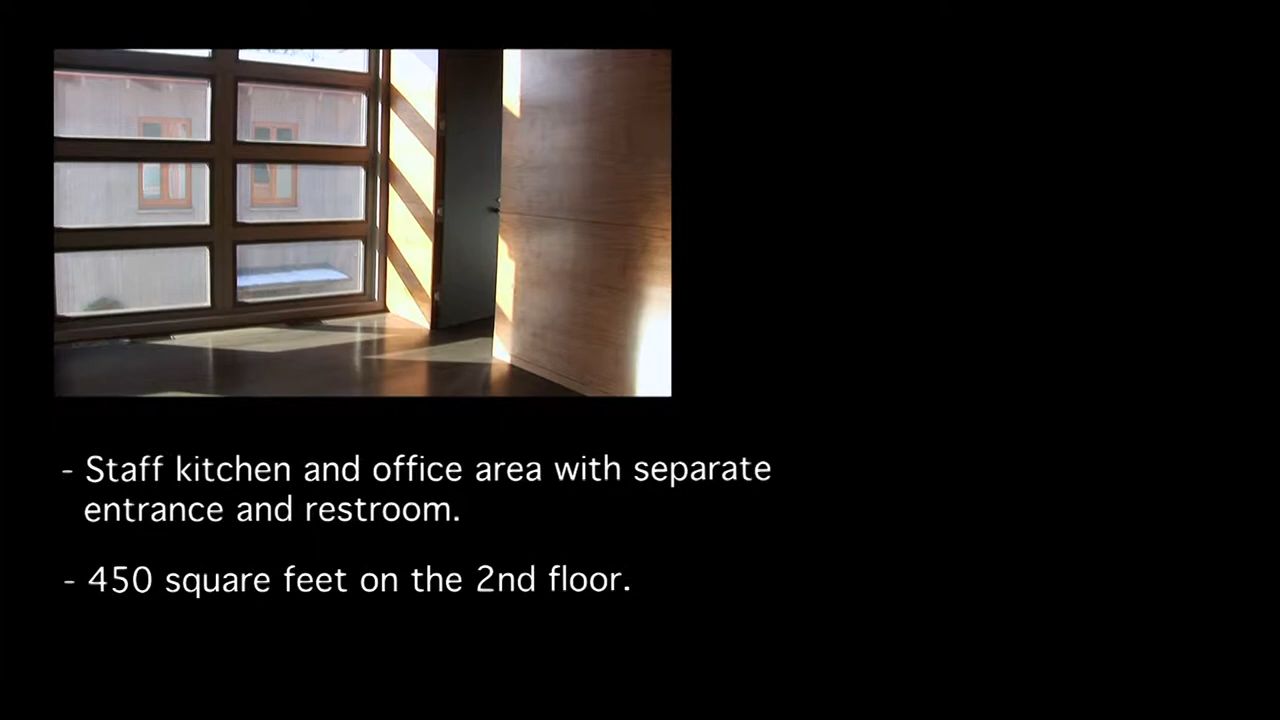 - Staff kitchen and office area with separate
entrance and restroom.
- 450 square feet on the 2nd floor.